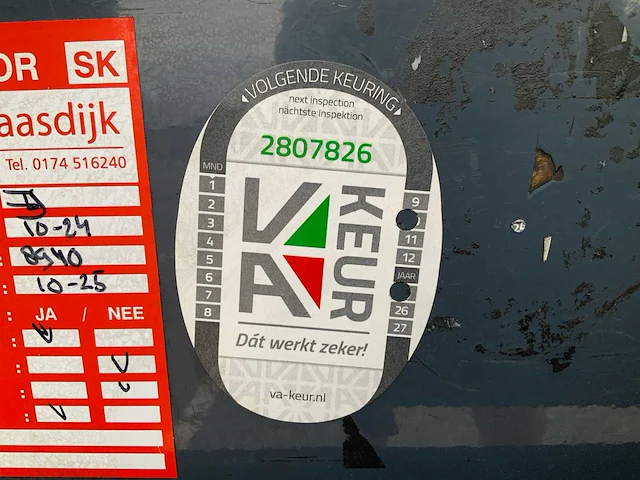 OR SK
aasdijk
Tel. 0174 516240
10-24
8940
10-25
: JA / NEE
VOLGENDE KEURING
next inspection
nächste Inspektion
2807826
MND
1
2
3
4
5
6
7
8
VA KEUR
9
11
12
JAAR
26
27
Dát werkt zeker!
va-keur.nl